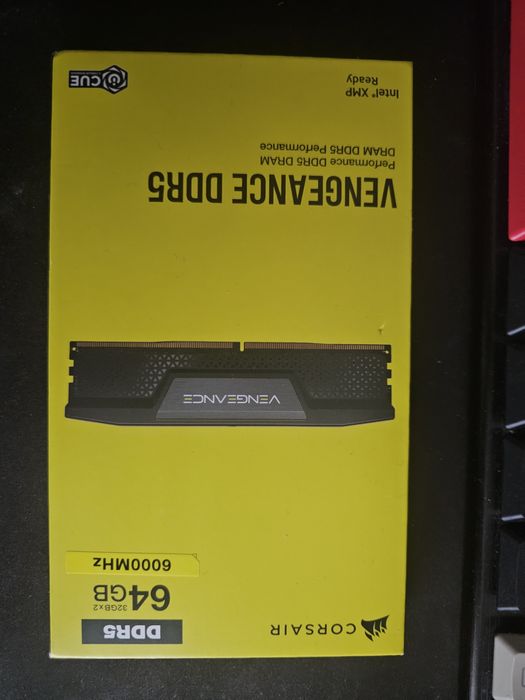 CORSAIR
DDR5
64GB
32GBx2
6000MHz
VENGEANCE
VENGEANCE DDR5
Performance DDR5 DRAM
DRAM DDR5 Performance
Intel® XMP
Ready
iCUE